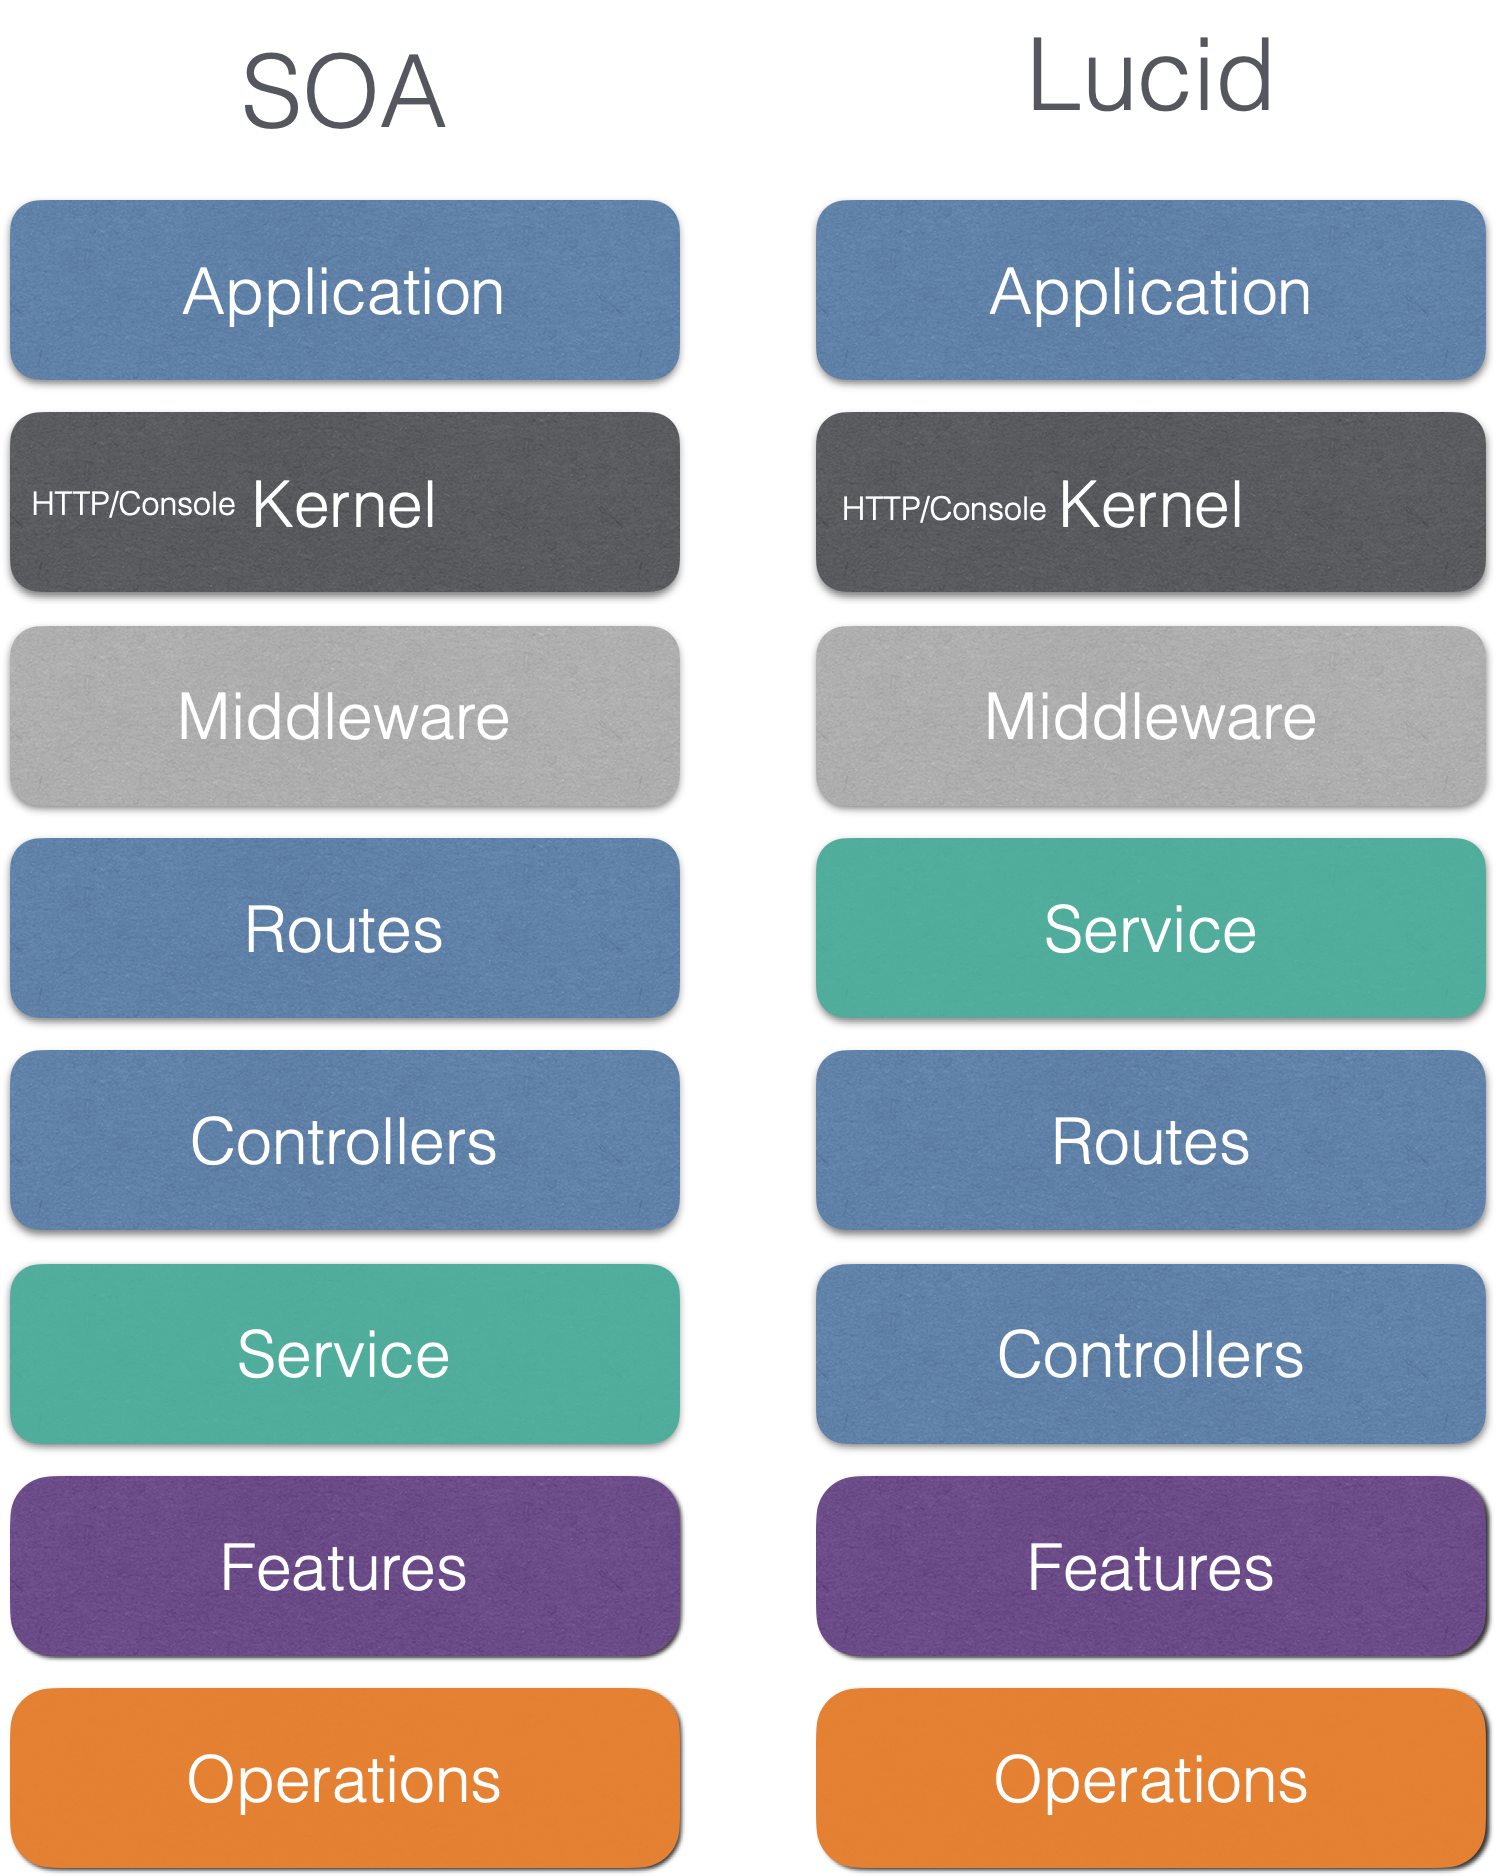 SOA
Application
HTTP/Console Kernel
Middleware
Routes
Controllers
Service
Features
Operations
Lucid
Application
HTTP/Console Kernel
Middleware
Service
Routes
Controllers
Features
Operations